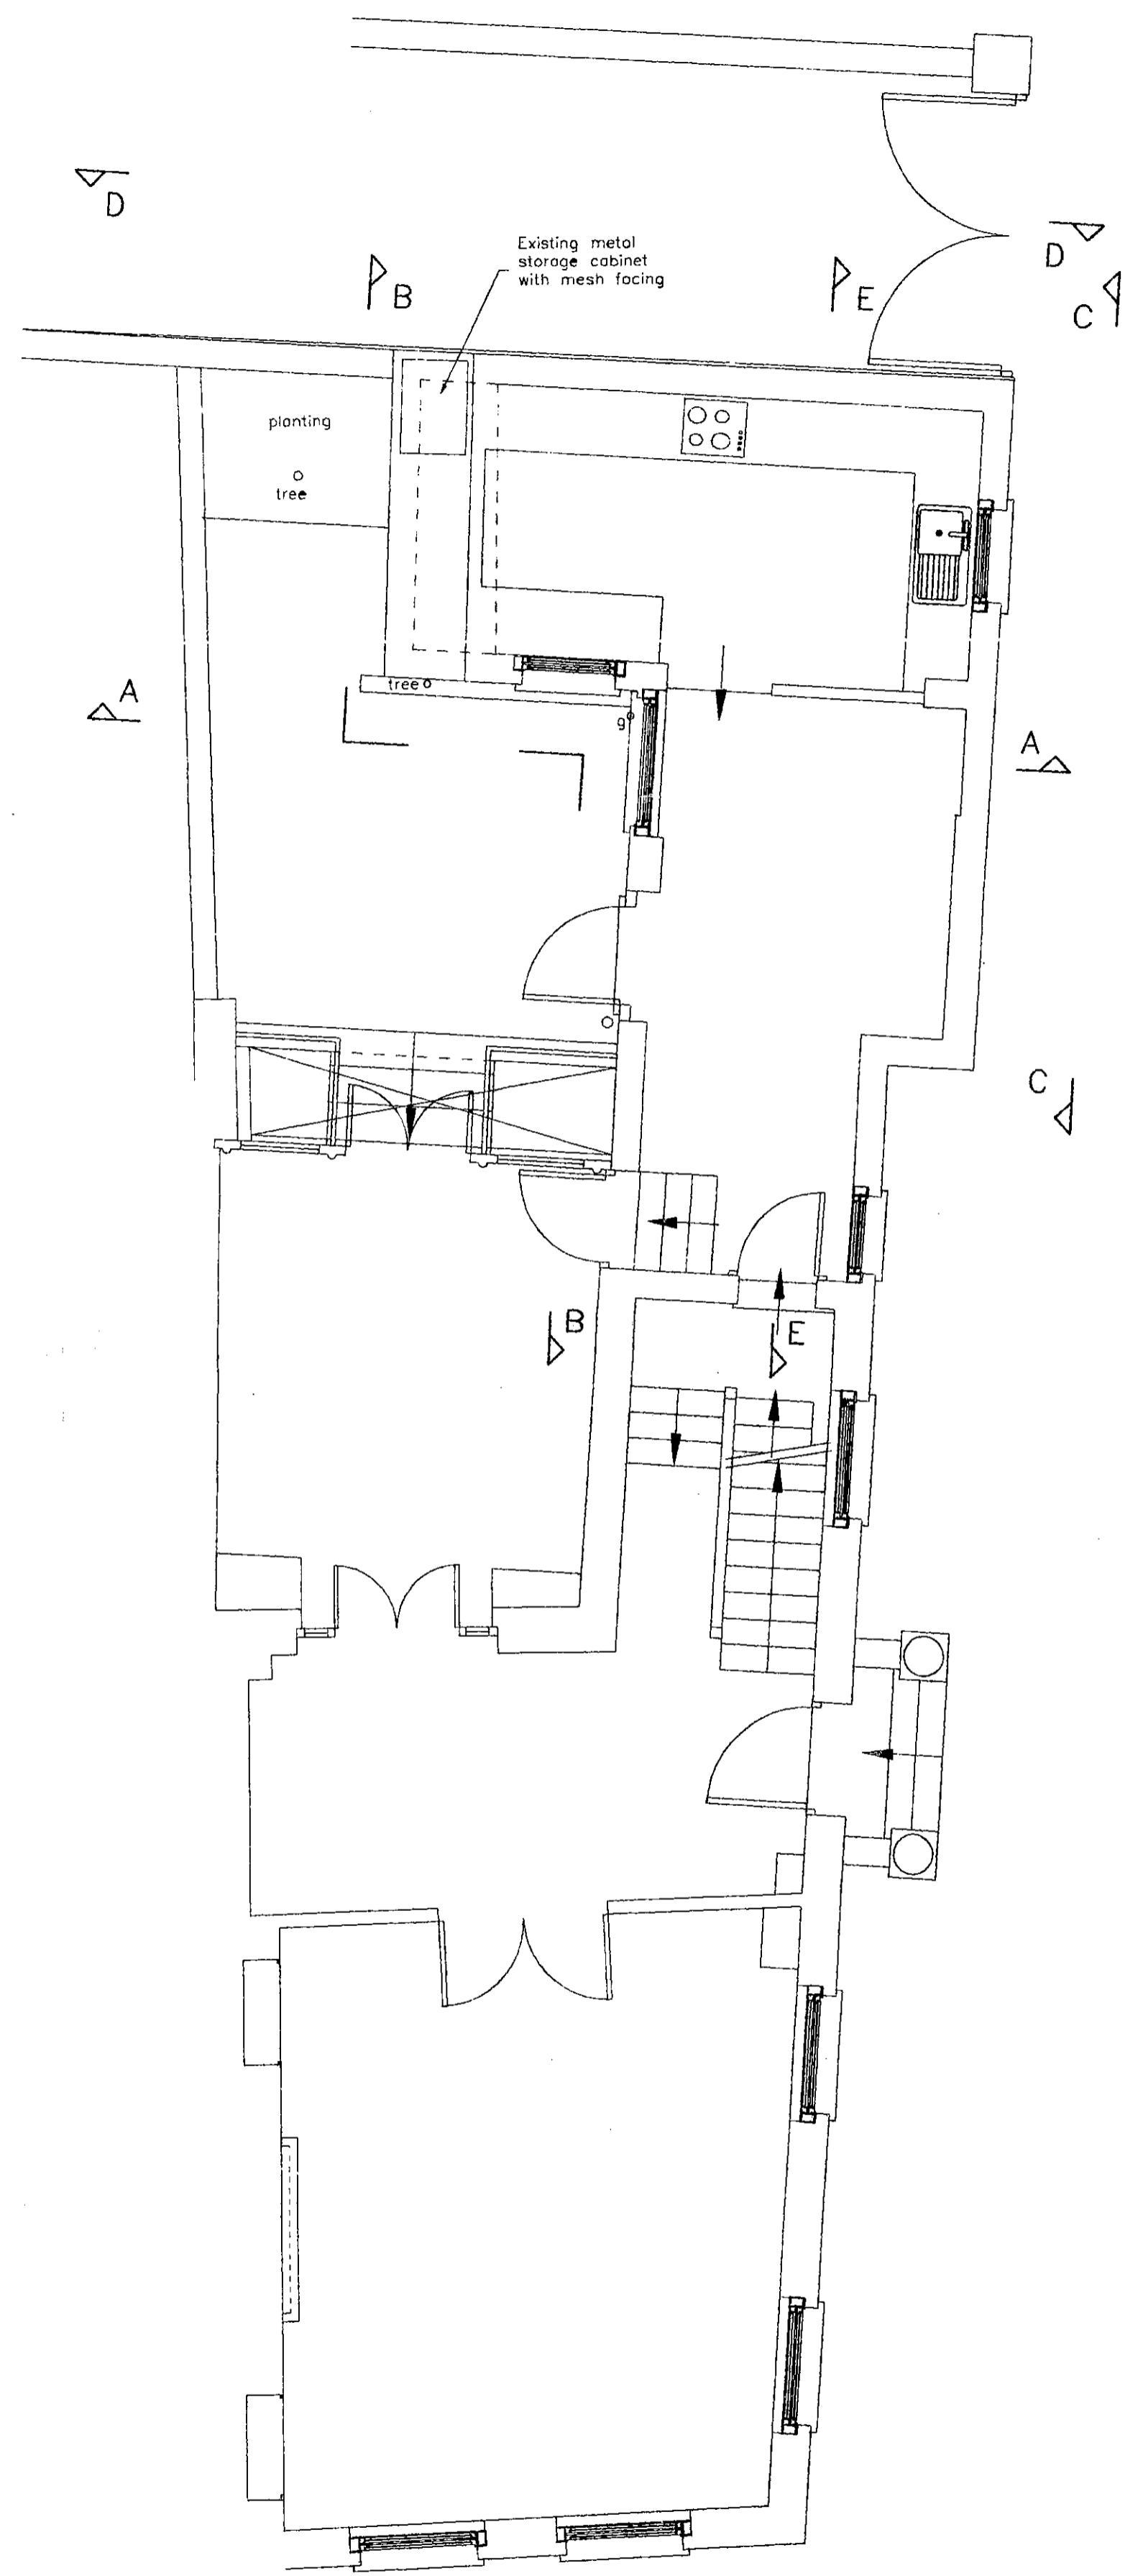 D
Existing metal
storage cabinet
with mesh facing
D
B
E
C
planting
tree
tree
A
g
A
C
B
E